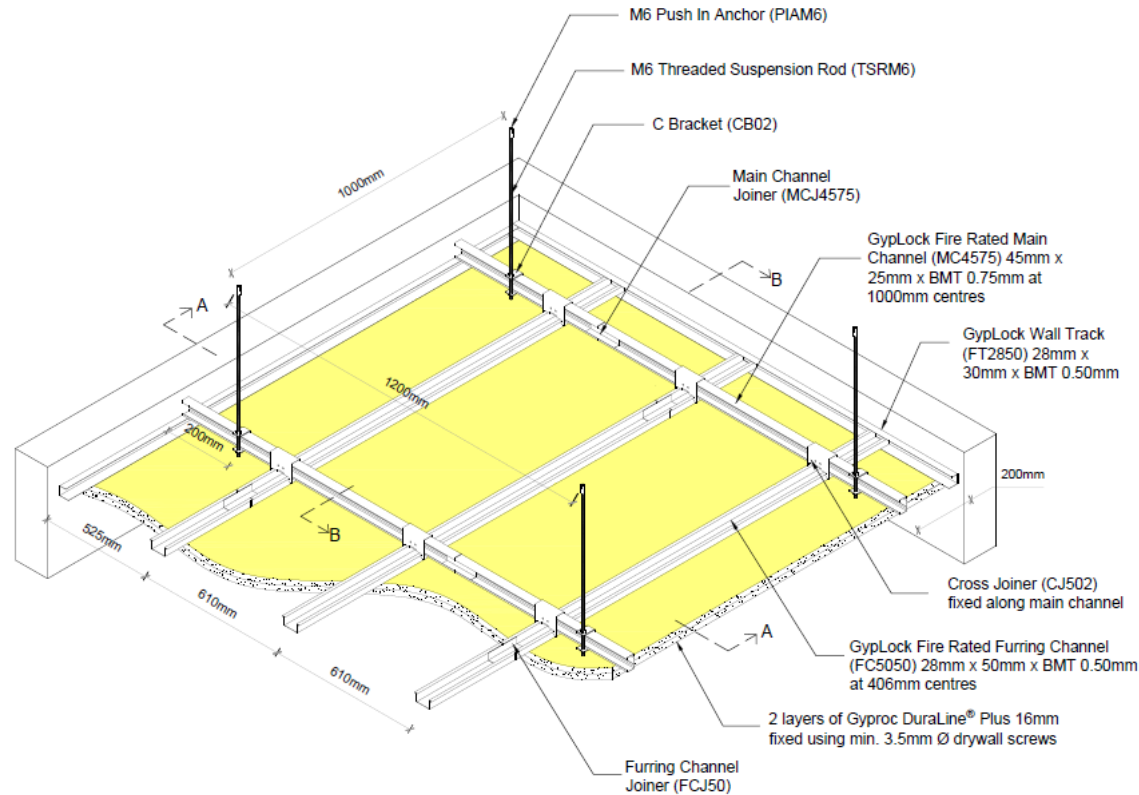 M6 Push In Anchor (PIAM6)
M6 Threaded Suspension Rod (TSRM6)
C Bracket (CB02)
1000mm
Main Channel
Joiner (MCJ4575)
GypLock Fire Rated Main
Channel (MC4575) 45mm x
25mm x BMT 0.75mm at
1000mm centres
B
A
GypLock Wall Track
(FT2850) 28mm x
30mm x BMT 0.50mm
1200mm
200mm
200mm
B
525mm
610mm
Cross Joiner (CJ502)
fixed along main channel
A
GypLock Fire Rated Furring Channel
(FC5050) 28mm x 50mm x BMT 0.50mm
at 406mm centres
610mm
2 layers of Gyproc DuraLine® Plus 16mm
fixed using min. 3.5mm Ø drywall screws
Furring Channel
Joiner (FCJ50)